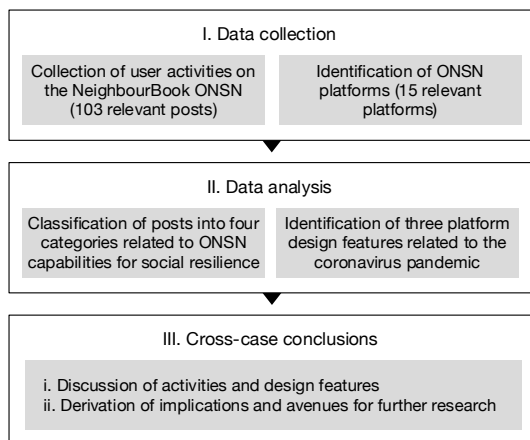 I. Data collection
Collection of user activities on
the NeighbourBook ONSN
(103 relevant posts)
Identification of ONSN
platforms (15 relevant
platforms)
II. Data analysis
Classification of posts into four
categories related to ONSN
capabilities for social resilience
Identification of three platform
design features related to the
coronavirus pandemic
III. Cross-case conclusions
i. Discussion of activities and design features
ii. Derivation of implications and avenues for further research